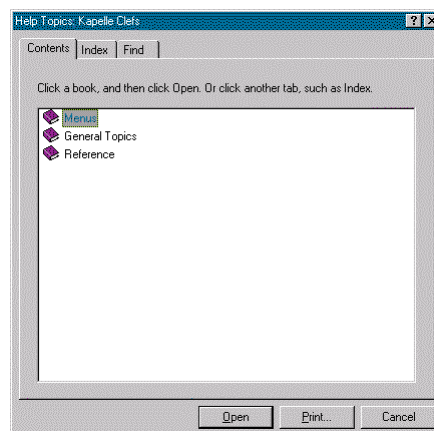 Help Topics: Kapelle Clefs
Contents Index Find
Click a book, and then click Open. Or click another tab, such as Index.
Menus
General Topics
Reference
Open Print... Cancel